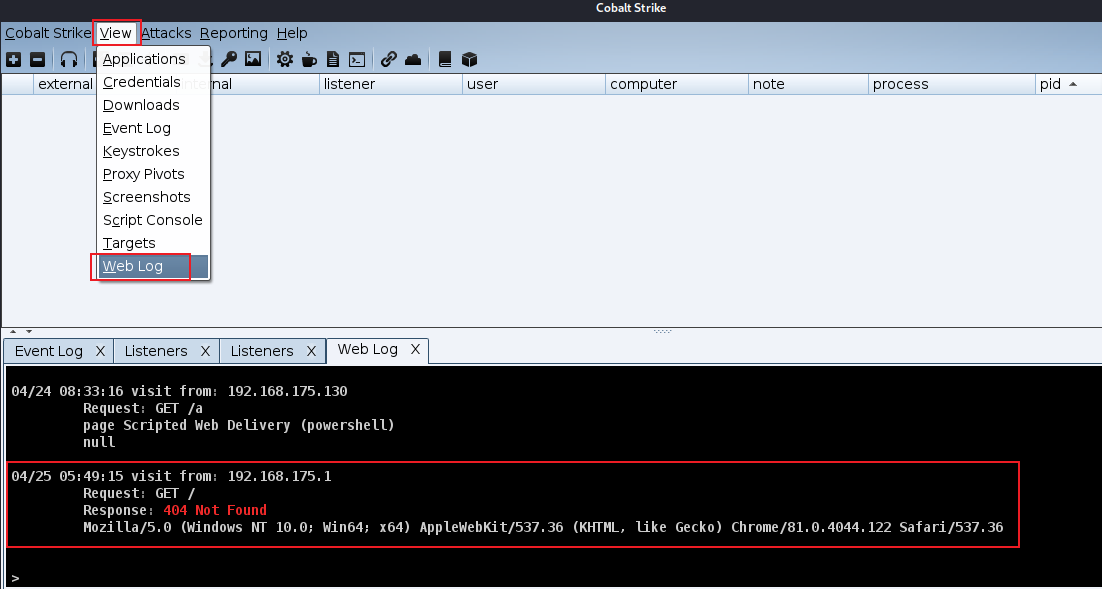 Cobalt Strike
Cobalt Strike View Attacks Reporting Help
Applications
external nal listener user computer note process pid
Credentials
Downloads
Event Log
Keystrokes
Proxy Pivots
Screenshots
Script Console
Targets
Web Log
Event Log X Listeners X Listeners X Web Log X
04/24 08:33:16 visit from: 192.168.175.130
Request: GET /a
page Scripted Web Delivery (powershell)
null
04/25 05:49:15 visit from: 192.168.175.1
Request: GET /
Response: 404 Not Found
Mozilla/5.0 (Windows NT 10.0; Win64; x64) AppleWebKit/537.36 (KHTML, like Gecko) Chrome/81.0.4044.122 Safari/537.36
>